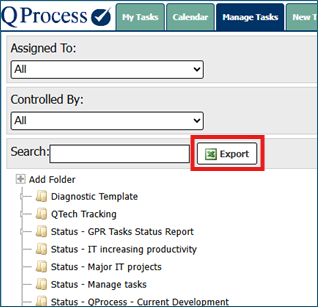 QProcess My Tasks Calendar Manage Tasks New T
Assigned To:
All
Controlled By:
All
Search: Export
Add Folder
Diagnostic Template
QTech Tracking
Status - GPR Tasks Status Report
Status - IT increasing productivity
Status - Major IT projects
Status - Manage tasks
Status - QProcess - Current Development